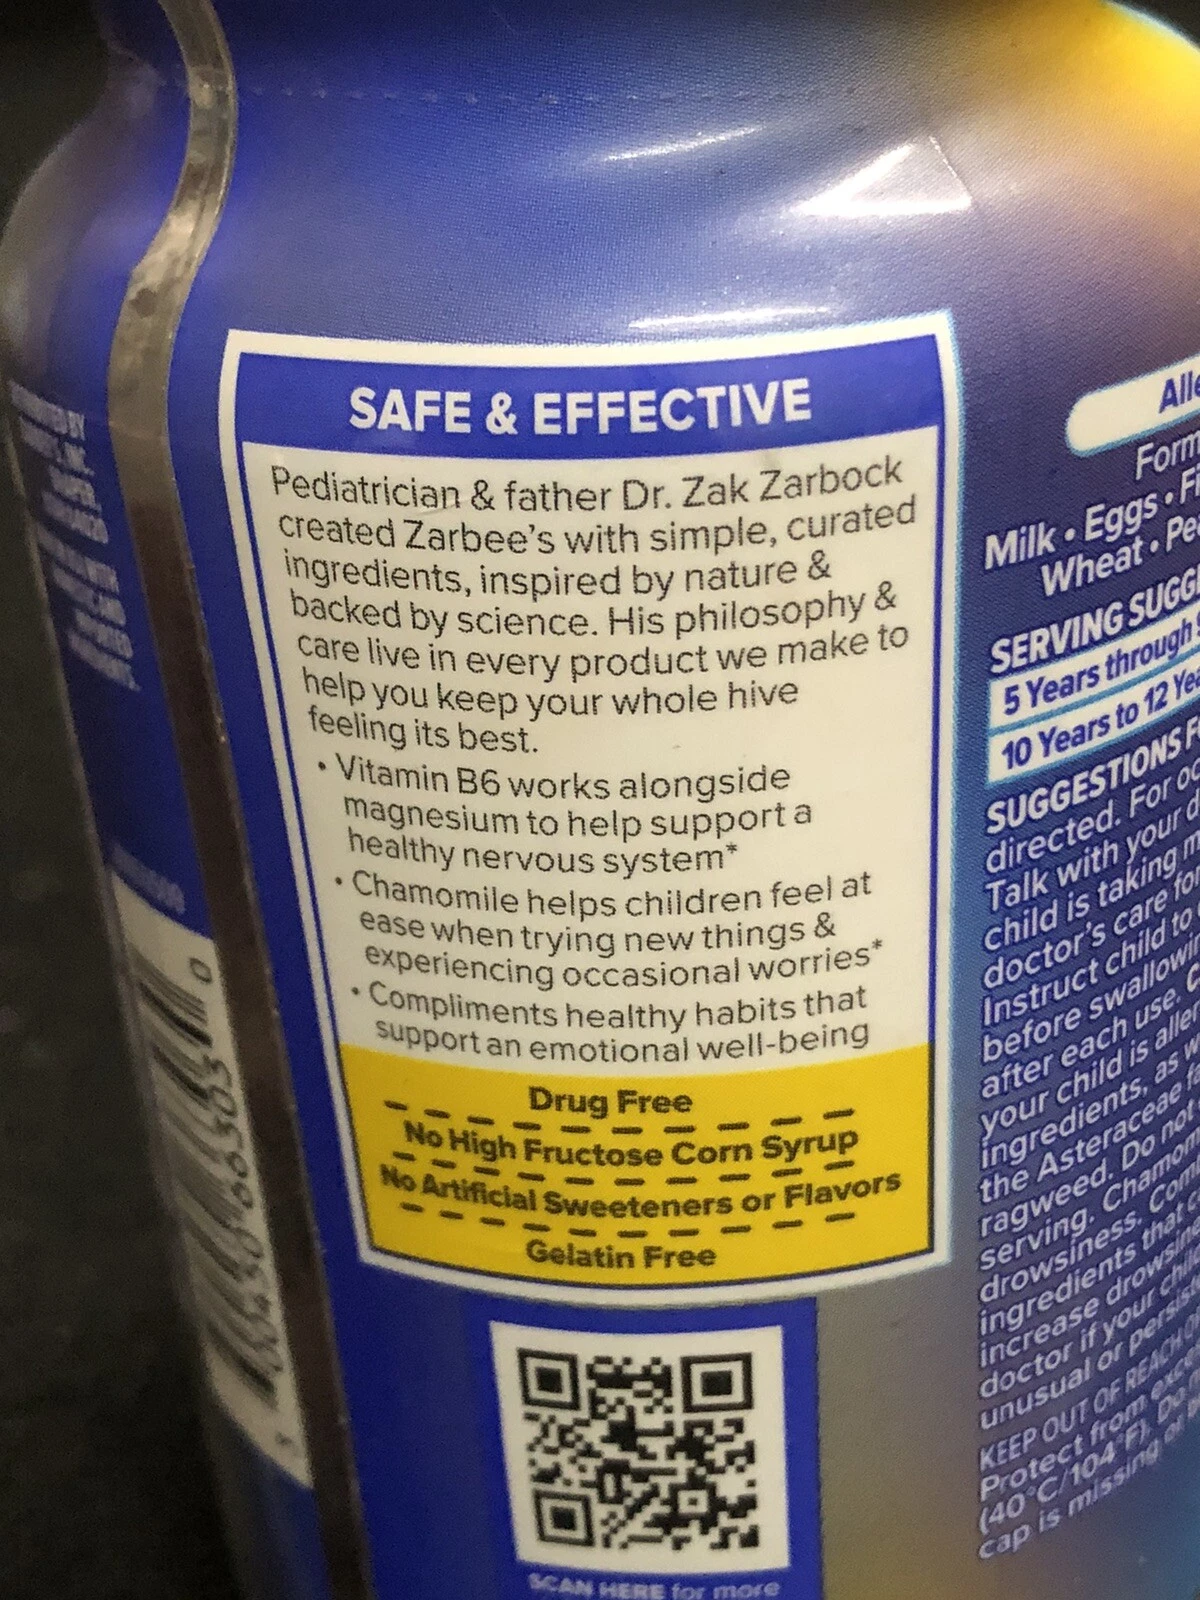 SAFE & EFFECTIVE
Pediatrician & father Dr. Zak Zarbock
created Zarbee's with simple, curated
ingredients, inspired by nature &
backed by science. His philosophy &
care live in every product we make to
help you keep your whole hive
feeling its best.
• Vitamin B6 works alongside
magnesium to help support a
healthy nervous system*
• Chamomile helps children feel at
ease when trying new things &
experiencing occasional worries*
• Compliments healthy habits that
support an emotional well-being
Drug Free
No High Fructose Corn Syrup
No Artificial Sweeteners or Flavors
Gelatin Free
SCAN HERE for more
Milk • Eggs •
Wheat •
SERVING
5 Years through
10 Years to 12
SUGGESTIONS
directed. For
Talk with your
child is taking
doctor's care for
Instruct child to
before
after each use.
your child is
ingredients, as
the Asteraceae
ragweed. Do not
serving.
drowsiness.
ingredients that
increase
doctor if your
unusual or
KEEP OUT OF REACH
Protect from
(40°C/104°F). Do
cap is missing